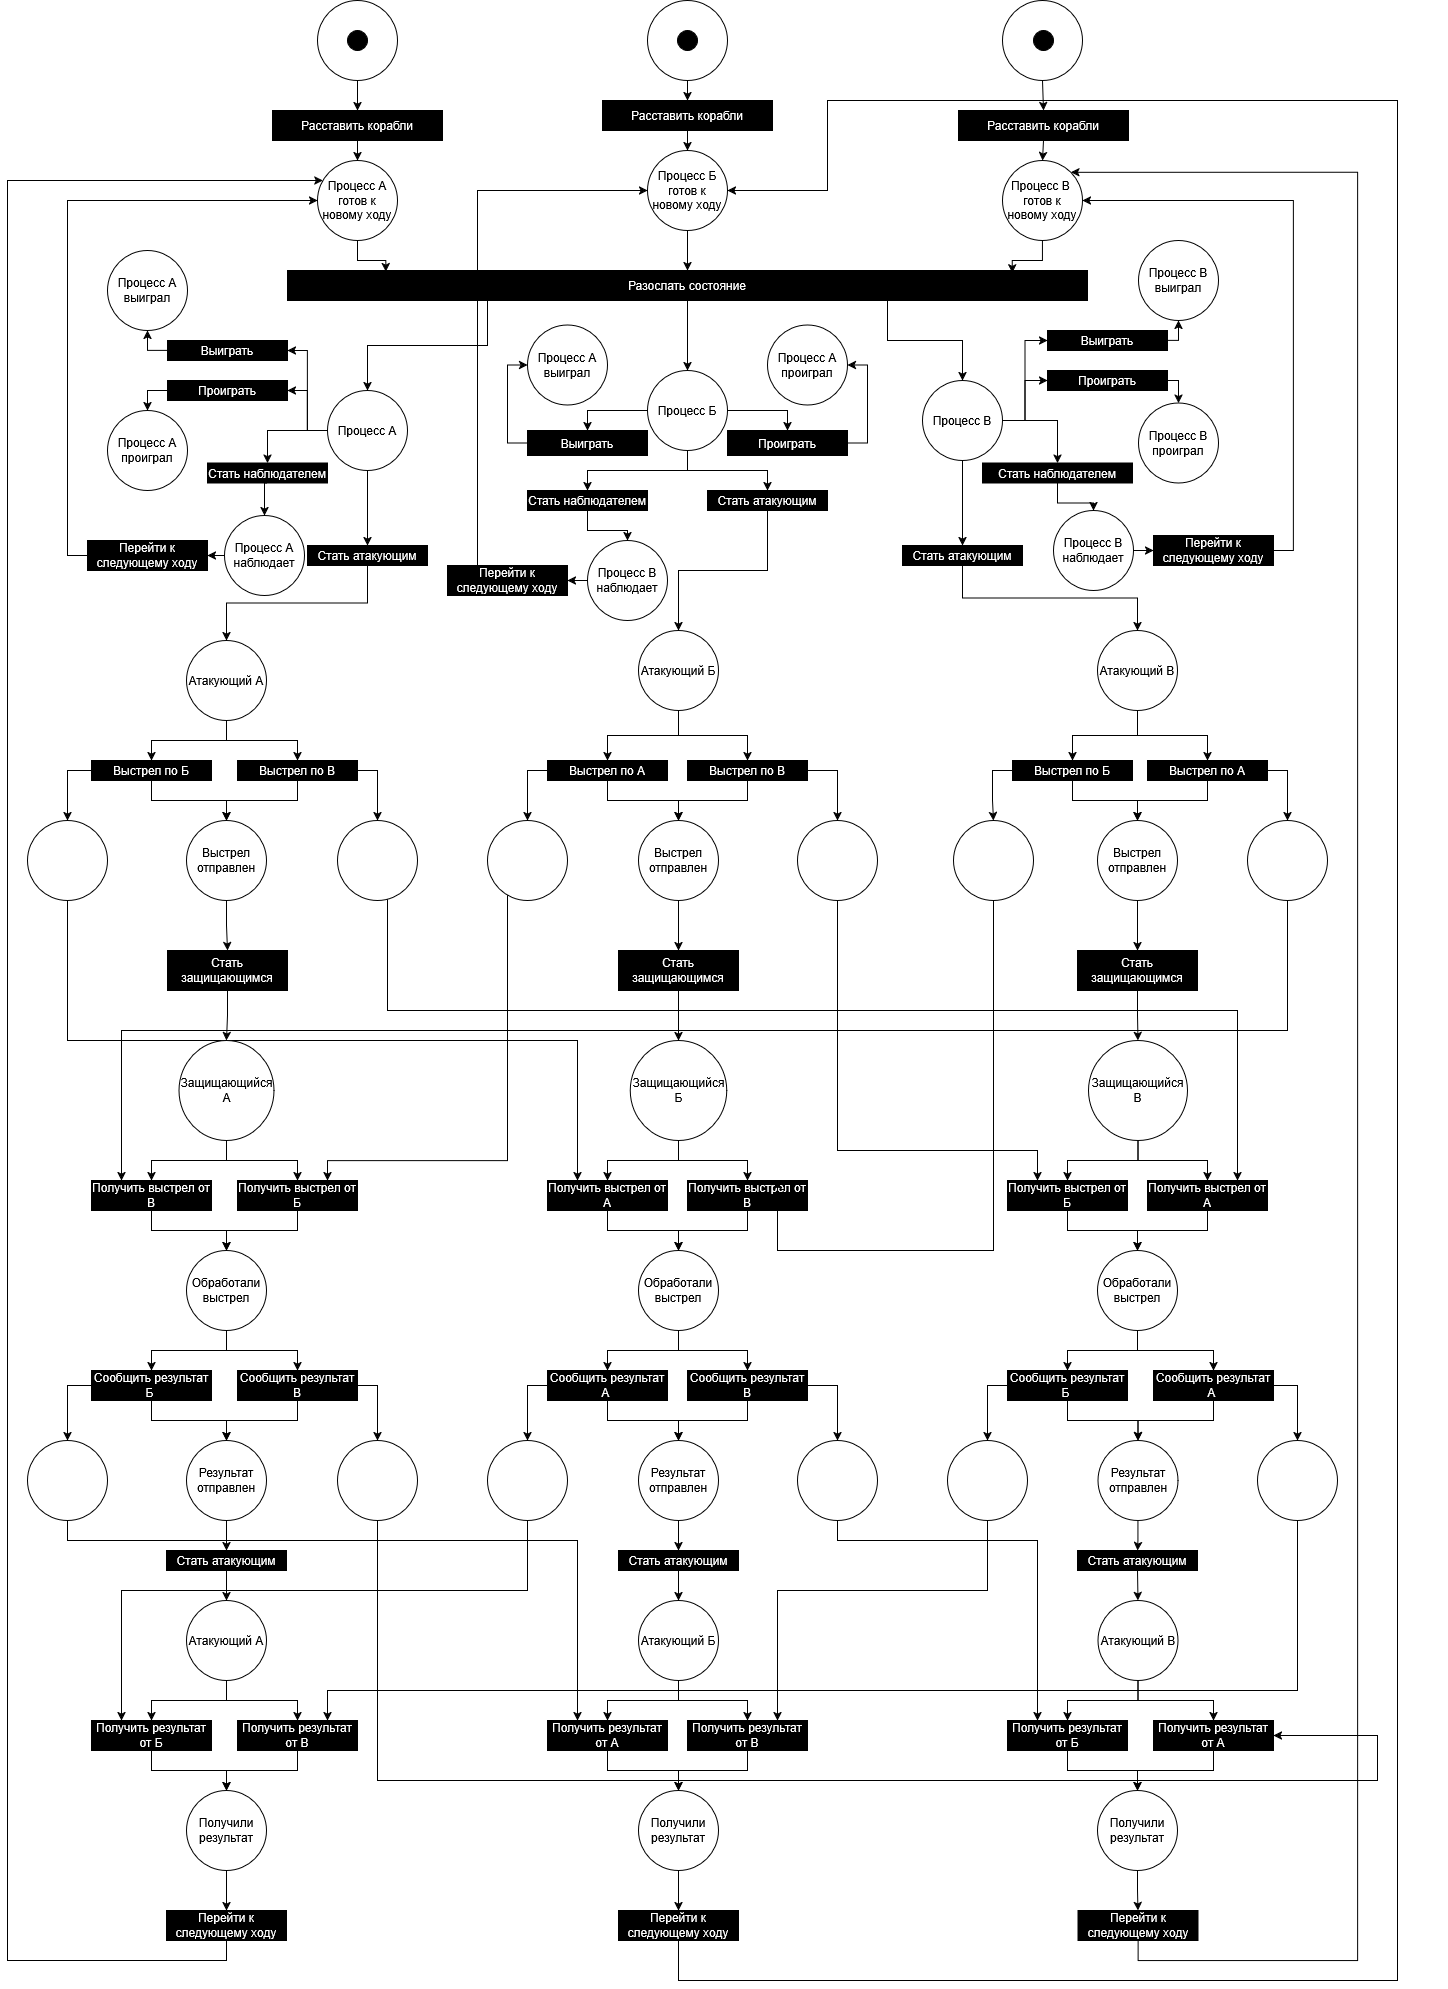 Расставить корабли
Расставить корабли
Расставить корабли
Процесс А
готов к
новому ходу
Процесс Б
готов к
новому ходу
Процесс В
готов к
новому ходу
Разослать состояние
Процесс А
выиграл
Выиграть
Проиграть
Процесс А
проиграл
Процесс А
Стать наблюдателем
Процесс А
наблюдает
Перейти к
следующему ходу
Стать атакующим
Процесс А
выиграл
Процесс А
проиграл
Процесс Б
Выиграть
Проиграть
Стать наблюдателем
Стать атакующим
Процесс В
наблюдает
Перейти к
следующему ходу
Процесс В
выиграл
Выиграть
Проиграть
Процесс В
проиграл
Процесс В
Стать наблюдателем
Процесс В
наблюдает
Перейти к
следующему ходу
Стать атакующим
Атакующий А
Атакующий Б
Атакующий В
Выстрел по Б
Выстрел по В
Выстрел по А
Выстрел по В
Выстрел по Б
Выстрел по А
Выстрел
отправлен
Выстрел
отправлен
Выстрел
отправлен
Стать
защищающимся
Стать
защищающимся
Стать
защищающимся
Защищающийся
А
Защищающийся
Б
Защищающийся
В
Получить выстрел от
В
Получить выстрел от
Б
Получить выстрел от
А
Получить выстрел от
В
Получить выстрел от
Б
Получить выстрел от
А
Обработали
выстрел
Обработали
выстрел
Обработали
выстрел
Сообщить результат
Б
Сообщить результат
В
Сообщить результат
А
Сообщить результат
В
Сообщить результат
Б
Сообщить результат
А
Результат
отправлен
Результат
отправлен
Результат
отправлен
Стать атакующим
Стать атакующим
Стать атакующим
Атакующий А
Атакующий Б
Атакующий В
Получить результат
от Б
Получить результат
от В
Получить результат
от А
Получить результат
от В
Получить результат
от Б
Получить результат
от А
Получили
результат
Получили
результат
Получили
результат
Перейти к
следующему ходу
Перейти к
следующему ходу
Перейти к
следующему ходу